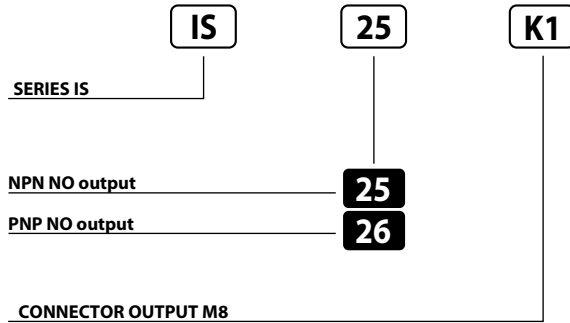 IS 25 K1
SERIES IS
NPN NO output 25
PNP NO output 26
CONNECTOR OUTPUT M8